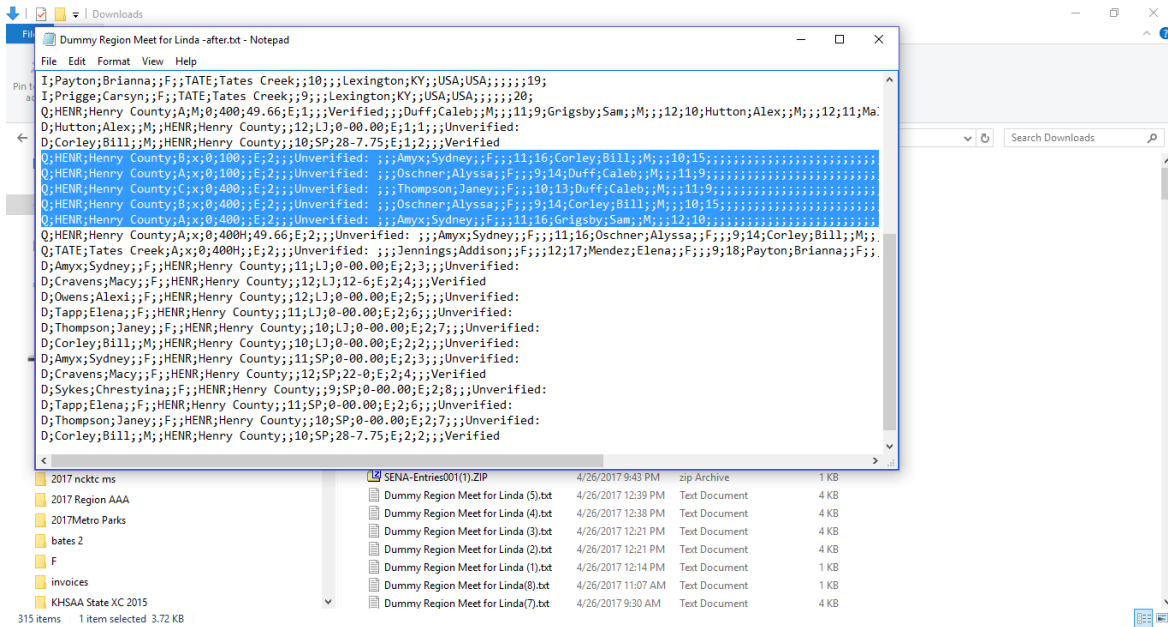 Downloads
Dummy Region Meet for Linda -after.txt - Notepad
File Edit Format View Help
I;Payton;Brianna;;F;;TATE;Tates Creek;;10;;;Lexington;KY;;USA;USA;;;;;;19;
I;Prigge;Carsyn;;F;;TATE;Tates Creek;;9;;;Lexington;KY;;USA;USA;;;;;;20;
Q;HENR;Henry County;A;M;0;400;49.66;E;1;;;Verified;;;Duff;Caleb;;M;;;11;9;Grigsby;Sam;;M;;;12;10;Hutton;Alex;;M;;;12;11;Ma
D;Hutton;Alex;;M;;HENR;Henry County;;12;LJ;0-00.00;E;1;1;;;Unverified:
D;Corley;Bill;;M;;HENR;Henry County;;10;SP;28-7.75;E;1;2;;;Verified
Q;HENR;Henry County;B;x;0;100;;E;2;;;Unverified: ;;;Amyx;Sydney;;F;;;11;16;Corley;Bill;;M;;;10;15;;;;;;;;;;;;;;;;;;;;;;;;;
Q;HENR;Henry County;A;x;0;100;;E;2;;;Unverified: ;;;Oschner;Alyssa;;F;;;9;14;Duff;Caleb;;M;;;11;9;;;;;;;;;;;;;;;;;;;;;;;;;
Q;HENR;Henry County;C;x;0;400;;E;2;;;Unverified: ;;;Thompson;Janey;;F;;;10;13;Duff;Caleb;;M;;;11;9;;;;;;;;;;;;;;;;;;;;;;;;
Q;HENR;Henry County;B;x;0;400;;E;2;;;Unverified: ;;;Oschner;Alyssa;;F;;;9;14;Corley;Bill;;M;;;10;15;;;;;;;;;;;;;;;;;;;;;;;
Q;HENR;Henry County;A;x;0;400;;E;2;;;Unverified: ;;;Amyx;Sydney;;F;;;11;16;Grigsby;Sam;;M;;;12;10;;;;;;;;;;;;;;;;;;;;;;;;;
Q;HENR;Henry County;A;x;0;400H;49.66;E;2;;;Unverified: ;;;Amyx;Sydney;;F;;;11;16;Oschner;Alyssa;;F;;;9;14;Corley;Bill;;M;;
Q;TATE;Tates Creek;A;x;0;400H;;E;2;;;Unverified: ;;;Jennings;Addison;;F;;;12;17;Mendez;Elena;;F;;;9;18;Payton;Brianna;;F;;
D;Amyx;Sydney;;F;;HENR;Henry County;;11;LJ;0-00.00;E;2;3;;;Unverified:
D;Cravens;Macy;;F;;HENR;Henry County;;12;LJ;12-6;E;2;4;;;Verified
D;Owens;Alexi;;F;;HENR;Henry County;;12;LJ;0-00.00;E;2;5;;;Unverified:
D;Tapp;Elena;;F;;HENR;Henry County;;11;LJ;0-00.00;E;2;6;;;Unverified:
D;Thompson;Janey;;F;;HENR;Henry County;;10;LJ;0-00.00;E;2;7;;;Unverified:
D;Corley;Bill;;M;;HENR;Henry County;;10;LJ;0-00.00;E;2;2;;;Unverified:
D;Amyx;Sydney;;F;;HENR;Henry County;;11;SP;0-00.00;E;2;3;;;Unverified:
D;Cravens;Macy;;F;;HENR;Henry County;;12;SP;22-0;E;2;4;;;Verified
D;Sykes;Chrestyina;;F;;HENR;Henry County;;9;SP;0-00.00;E;2;8;;;Unverified:
D;Tapp;Elena;;F;;HENR;Henry County;;11;SP;0-00.00;E;2;6;;;Unverified:
D;Thompson;Janey;;F;;HENR;Henry County;;10;SP;0-00.00;E;2;7;;;Unverified:
D;Corley;Bill;;M;;HENR;Henry County;;10;SP;28-7.75;E;2;2;;;Verified
Search Downloads
2017 ncktc ms
2017 Region AAA
2017Metro Parks
bates 2
F
invoices
KHSAA State XC 2015
SENA-Entries001(1).ZIP 4/26/2017 9:43 PM zip Archive 1 KB
Dummy Region Meet for Linda (5).txt 4/26/2017 12:39 PM Text Document 4 KB
Dummy Region Meet for Linda (4).txt 4/26/2017 12:38 PM Text Document 4 KB
Dummy Region Meet for Linda (3).txt 4/26/2017 12:21 PM Text Document 4 KB
Dummy Region Meet for Linda (2).txt 4/26/2017 12:21 PM Text Document 4 KB
Dummy Region Meet for Linda (1).txt 4/26/2017 12:14 PM Text Document 1 KB
Dummy Region Meet for Linda(8).txt 4/26/2017 11:07 AM Text Document 1 KB
Dummy Region Meet for Linda(7).txt 4/26/2017 9:30 AM Text Document 4 KB
315 items 1 item selected 3.72 KB